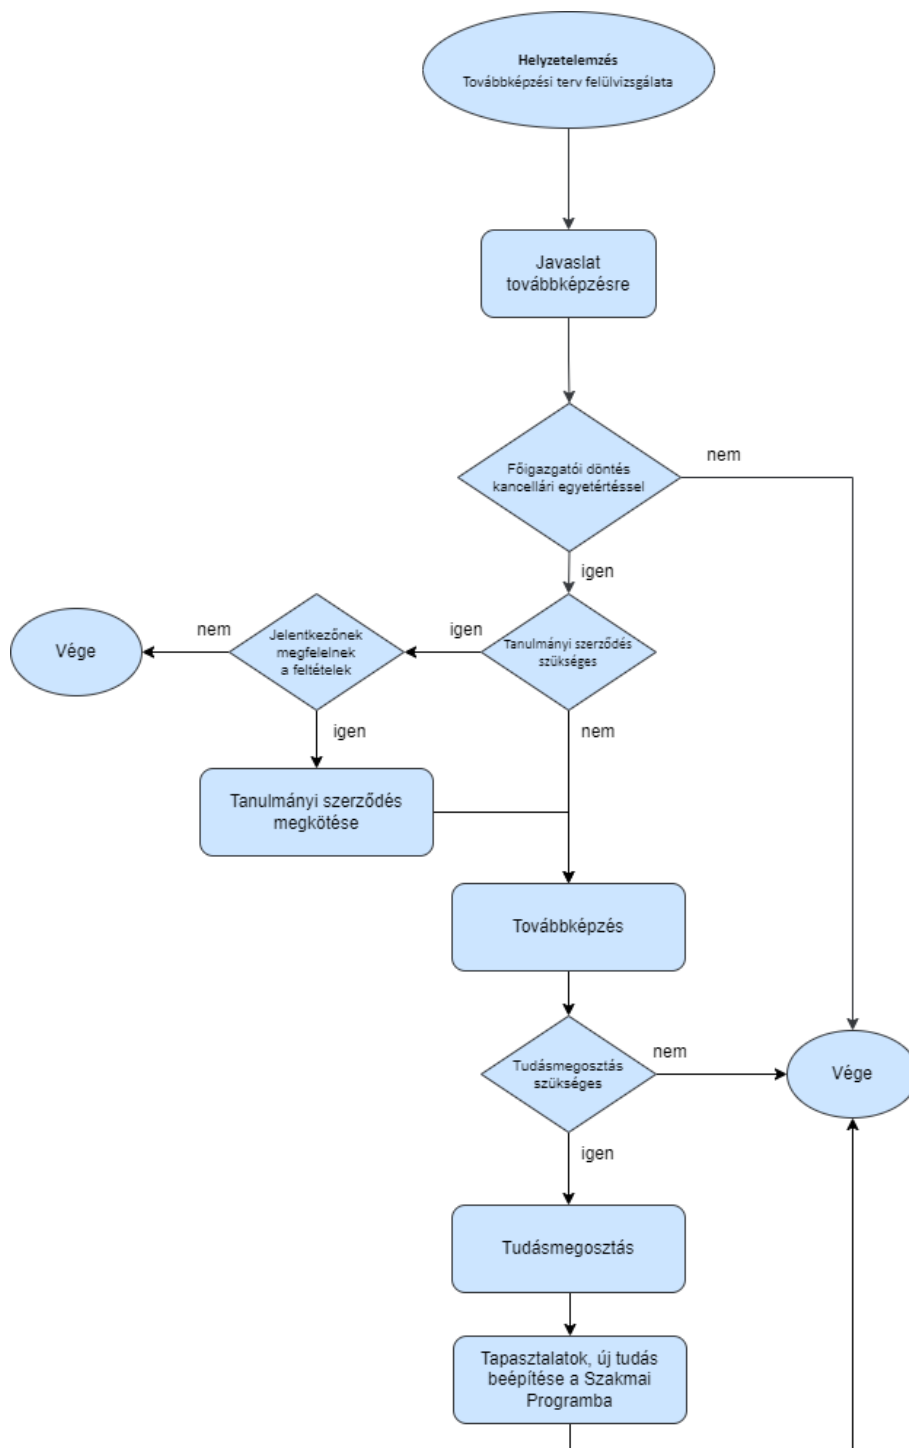 Helyzetelemzés
Továbbképzési terv felülvizsgálata
Javaslat
továbbképzésre
Főigazgatói döntés
kancellári egyetértéssel
nem
igen
Vége
nem
Jelentkezőnek
megfelelnek
a feltételek
igen
Tanulmányi szerződés
szükséges
igen
nem
Tanulmányi szerződés
megkötése
Továbbképzés
Tudásmegosztás
szükséges
nem
Vége
igen
Tudásmegosztás
Tapasztalatok, új tudás
beépítése a Szakmai
Programba